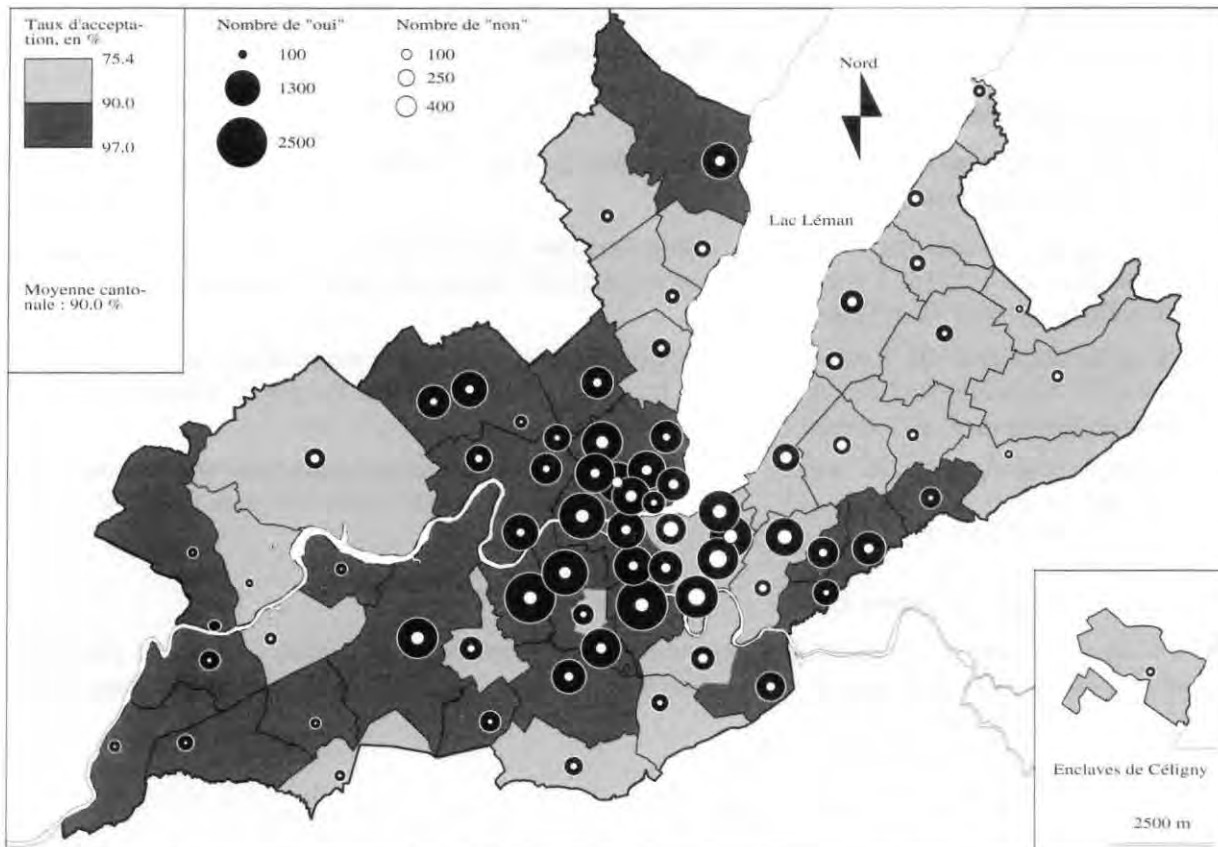 Taux d'accepta-
tion, en %
75.4
90.0
97.0
Moyenne canto-
nale : 90.0 %
Nombre de "oui"
100
1300
2500
Nombre de "non"
100
250
400
Nord
Lac Léman
Enclaves de Céligny
2500 m